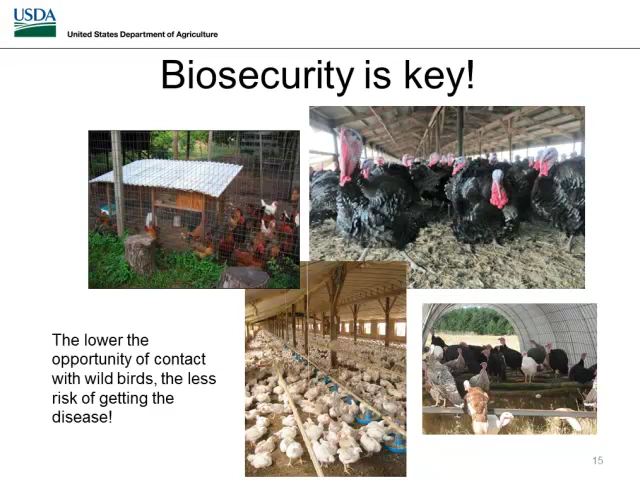 USDA
United States Department of Agriculture
Biosecurity is key!
The lower the
opportunity of contact
with wild birds, the less
risk of getting the
disease!
15